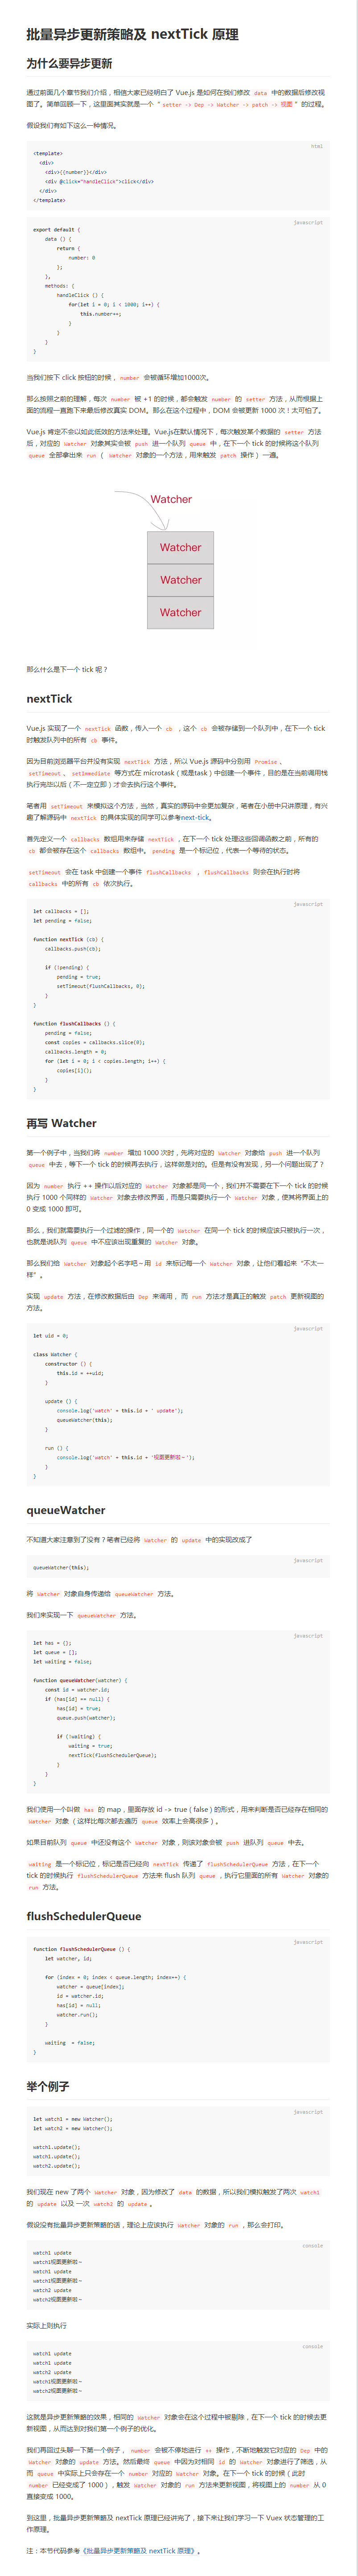 批量异步更新策略及 nextTick 原理
为什么要异步更新
通过前面几个章节我们介绍，相信大家已经明白了 Vue.js 是如何在我们修改 data 中的数据后修改视
图了。简单回顾一下，这里面其实就是一个 “ setter -> Dep -> Watcher -> patch -> 视图 ” 的过程。
假设我们有如下这么一种情况。
html
<template>
  <div>
    <div>{{number}}</div>
    <div @click="handleClick">click</div>
  </div>
</template>
javascript
export default {
    data () {
        return {
            number: 0
        };
    },
    methods: {
        handleClick () {
            for(let i = 0; i < 1000; i++) {
                this.number++;
            }
        }
    }
}
当我们按下 click 按钮的时候， number 会被循环增加1000次。
那么按照之前的理解，每次 number 被 +1 的时候，都会触发 number 的 setter 方法，从而根据上
面的流程一直跑下来最后修改真实 DOM。那么在这个过程中，DOM 会被更新 1000 次！太可怕了。
Vue.js 肯定不会以如此低效的方法来处理。Vue.js在默认情况下，每次触发某个数据的 setter 方法
后，对应的 Watcher 对象其实会被 push 进一个队列 queue 中，在下一个 tick 的时候将这个队列
queue 全部拿出来 run （ Watcher 对象的一个方法，用来触发 patch 操作） 一遍。
Watcher
Watcher
Watcher
Watcher
那么什么是下一个 tick 呢？
nextTick
Vue.js 实现了一个 nextTick 函数，传入一个 cb ，这个 cb 会被存储到一个队列中，在下一个 tick
时触发队列中的所有 cb 事件。
因为目前浏览器平台并没有实现 nextTick 方法，所以 Vue.js 源码中分别用 Promise、
setTimeout 、 setImmediate 等方式在 microtask（或是task）中创建一个事件，目的是在当前调用栈
执行完毕以后（不一定立即）才会去执行这个事件。
笔者用 setTimeout 来模拟这个方法，当然，真实的源码中会更加复杂，笔者在小册中只讲原理，有兴
趣了解源码中 nextTick 的具体实现的同学可以参考next-tick。
首先定义一个 callbacks 数组用来存储 nextTick，在下一个 tick 处理这些回调函数之前，所有的
cb 都会被存在这个 callbacks 数组中。 pending 是一个标记位，代表一个等待的状态。
setTimeout 会在 task 中创建一个事件 flushCallbacks ， flushCallbacks 则会在执行时将
callbacks 中的所有 cb 依次执行。
javascript
let callbacks = [];
let pending = false;
function nextTick (cb) {
    callbacks.push(cb);
    if (!pending) {
        pending = true;
        setTimeout(flushCallbacks, 0);
    }
}
function flushCallbacks () {
    pending = false;
    const copies = callbacks.slice(0);
    callbacks.length = 0;
    for (let i = 0; i < copies.length; i++) {
        copies[i]();
    }
}
再写 Watcher
第一个例子中，当我们将 number 增加 1000 次时，先将对应的 Watcher 对象给 push 进一个队列
queue 中去，等下一个 tick 的时候再去执行，这样做是对的。但是有没有发现，另一个问题出现了？
因为 number 执行 ++ 操作以后对应的 Watcher 对象都是同一个，我们并不需要在下一个 tick 的时候
执行 1000 个同样的 Watcher 对象去修改界面，而是只需要执行一个 Watcher 对象，使其将界面上的
0 变成 1000 即可。
那么，我们就需要执行一个过滤的操作，同一个的 Watcher 在同一个 tick 的时候应该只被执行一次，
也就是说队列 queue 中不应该出现重复的 Watcher 对象。
那么我们给 Watcher 对象起个名字吧～用 id 来标记每一个 Watcher 对象，让他们看起来“不太一
样”。
实现 update 方法，在修改数据后由 Dep 来调用， 而 run 方法才是真正的触发 patch 更新视图的
方法。
javascript
let uid = 0;
class Watcher {
    constructor () {
        this.id = ++uid;
    }
    update () {
        console.log('watch' + this.id + ' update');
        queueWatcher(this);
    }
    run () {
        console.log('watch' + this.id + '视图更新啦～');
    }
}
queueWatcher
不知道大家注意到了没有？笔者已经将 Watcher 的 update 中的实现改成了
javascript
queueWatcher(this);
将 Watcher 对象自身传递给 queueWatcher 方法。
我们来实现一下 queueWatcher 方法。
javascript
let has = {};
let queue = [];
let waiting = false;
function queueWatcher(watcher) {
    const id = watcher.id;
    if (has[id] == null) {
        has[id] = true;
        queue.push(watcher);
        if (!waiting) {
            waiting = true;
            nextTick(flushSchedulerQueue);
        }
    }
}
我们使用一个叫做 has 的 map，里面存放 id -> true ( false ) 的形式，用来判断是否已经存在相同的
Watcher 对象 （这样比每次都去遍历 queue 效率上会高很多）。
如果目前队列 queue 中还没有这个 Watcher 对象，则该对象会被 push 进队列 queue 中去。
waiting 是一个标记位，标记是否已经向 nextTick 传递了 flushSchedulerQueue 方法，在下一个
tick 的时候执行 flushSchedulerQueue 方法来 flush 队列 queue ，执行它里面的所有 Watcher 对象的
run 方法。
flushSchedulerQueue
javascript
function flushSchedulerQueue () {
    let watcher, id;
    for (index = 0; index < queue.length; index++) {
        watcher = queue[index];
        id = watcher.id;
        has[id] = null;
        watcher.run();
    }
    waiting  = false;
}
举个例子
javascript
let watch1 = new Watcher();
let watch2 = new Watcher();
watch1.update();
watch1.update();
watch2.update();
我们现在 new 了两个 Watcher 对象，因为修改了 data 的数据，所以我们模拟触发了两次 watch1
的 update 以及 一次 watch2 的 update。
假设没有批量异步更新策略的话，理论上应该执行 Watcher 对象的 run ，那么会打印。
console
watch1 update
watch1视图更新啦～
watch1 update
watch1视图更新啦～
watch2 update
watch2视图更新啦～
实际上则执行
console
watch1 update
watch1 update
watch2 update
watch1视图更新啦～
watch2视图更新啦～
这就是异步更新策略的效果，相同的 Watcher 对象会在这个过程中被剔除，在下一个 tick 的时候去更
新视图，从而达到对我们第一个例子的优化。
我们再回过头聊一下第一个例子， number 会被不停地进行 ++ 操作，不断地触发它对应的 Dep 中的
Watcher 对象的 update 方法。然后最终 queue 中因为对相同 id 的 Watcher 对象进行了筛选，从
而 queue 中实际上只会存在一个 number 对应的 Watcher 对象。在下一个 tick 的时候（此时
number 已经变成了 1000），触发 Watcher 对象的 run 方法来更新视图，将视图上的 number 从 0
直接变成 1000。
到这里，批量异步更新策略及 nextTick 原理已经讲完了，接下来让我们学习一下 Vuex 状态管理的工
作原理。
注：本节代码参考《批量异步更新策略及 nextTick 原理》。